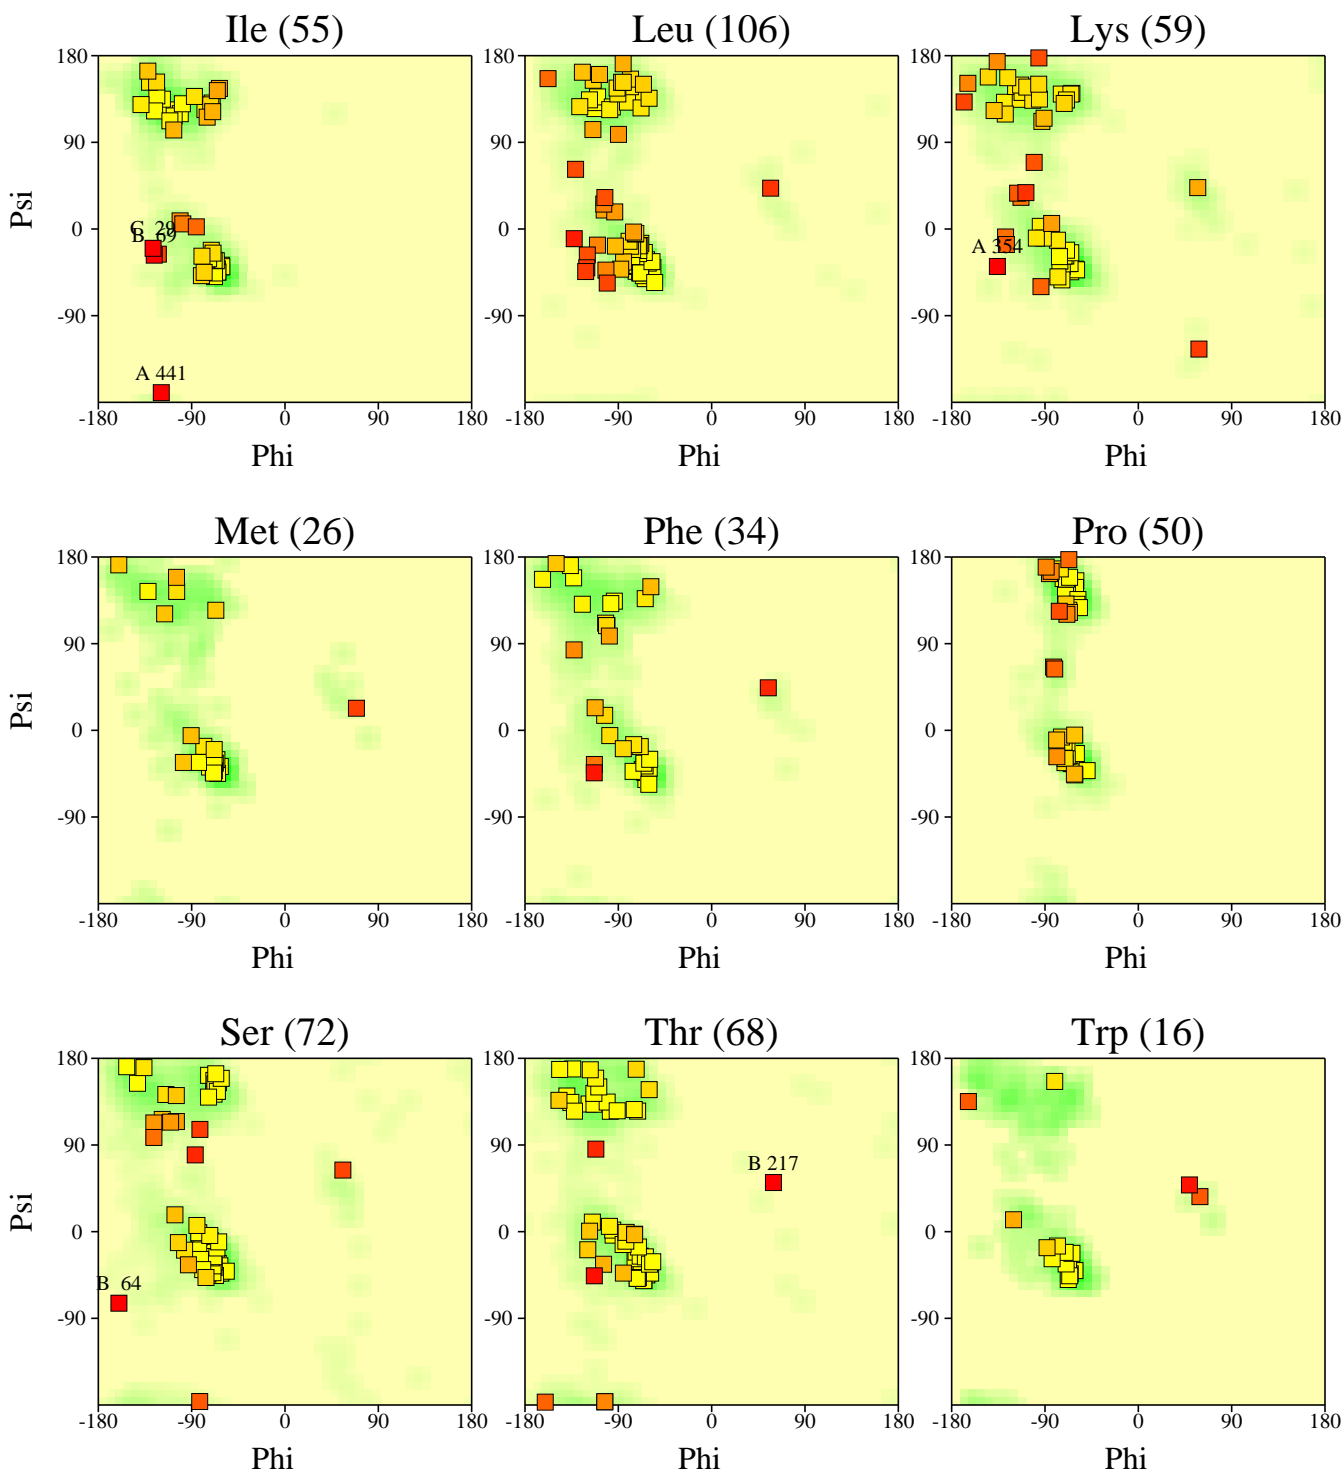 Ile (55) Leu (106) Lys (59)
180 180 180
90 90 90
Psi 0 0 0
-90 -90 -90
C 29
B 69
A 441
A 354
-180 -90 0 90 180 -180 -90 0 90 180 -180 -90 0 90 180
Phi Phi Phi
Met (26) Phe (34) Pro (50)
180 180 180
90 90 90
Psi 0 0 0
-90 -90 -90
-180 -90 0 90 180 -180 -90 0 90 180 -180 -90 0 90 180
Phi Phi Phi
Ser (72) Thr (68) Trp (16)
180 180 180
90 90 90
B 217
Psi 0 0 0
B 64
-90 -90 -90
-180 -90 0 90 180 -180 -90 0 90 180 -180 -90 0 90 180
Phi Phi Phi